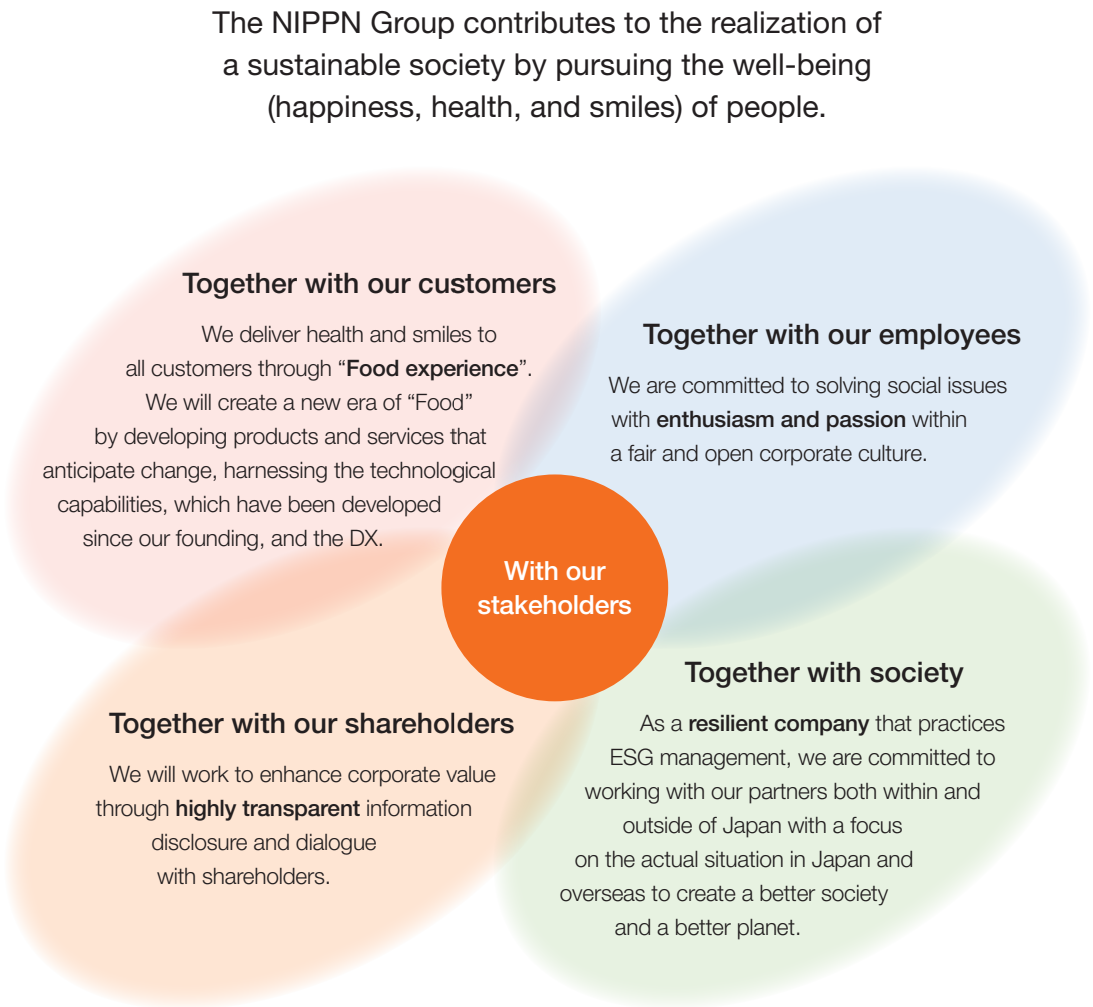 The NIPPN Group contributes to the realization of
a sustainable society by pursuing the well-being
(happiness, health, and smiles) of people.
Together with our customers
We deliver health and smiles to
all customers through “Food experience”.
We will create a new era of “Food”
by developing products and services that
anticipate change, harnessing the technological
capabilities, which have been developed
since our founding, and the DX.
Together with our employees
We are committed to solving social issues
with enthusiasm and passion within
a fair and open corporate culture.
With our
stakeholders
Together with our shareholders
We will work to enhance corporate value
through highly transparent information
disclosure and dialogue
with shareholders.
Together with society
As a resilient company that practices
ESG management, we are committed to
working with our partners both within and
outside of Japan with a focus
on the actual situation in Japan and
overseas to create a better society
and a better planet.